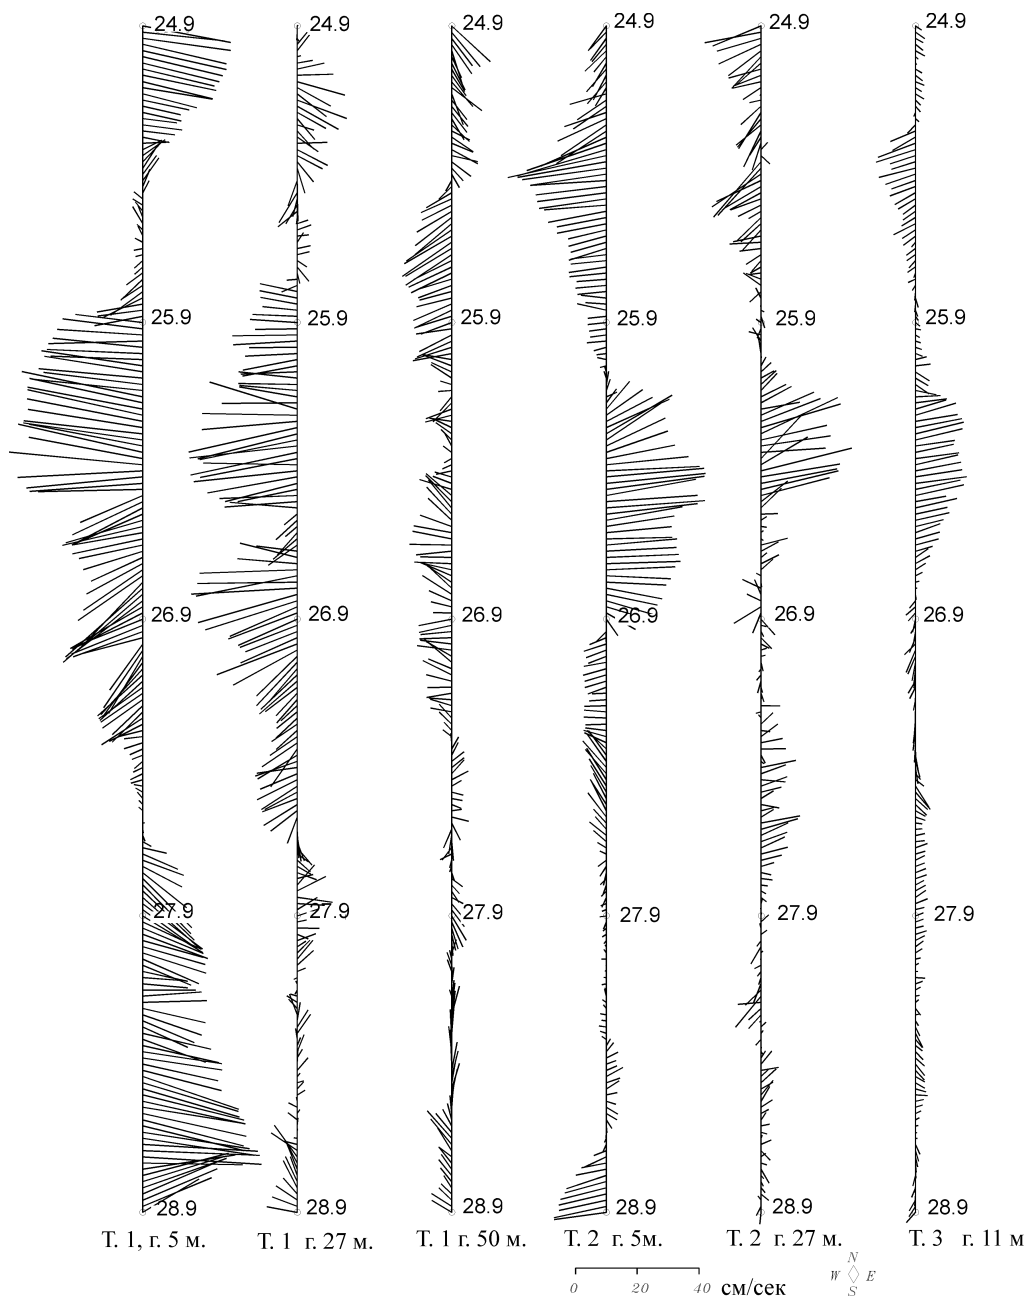 24.9 24.9 24.9 24.9 24.9 24.9
25.9 25.9 25.9 25.9 25.9 25.9
26.9 26.9 26.9 26.9 26.9 26.9
27.9 27.9 27.9 27.9 27.9 27.9
28.9 28.9 28.9 28.9 28.9 28.9
Т. 1, г. 5 м. Т. 1 г. 27 м. Т. 1 г. 50 м. Т. 2 г. 5м. Т. 2 г. 27 м. Т. 3 г. 11 м
N
W E
S
0 20 40 см/сек